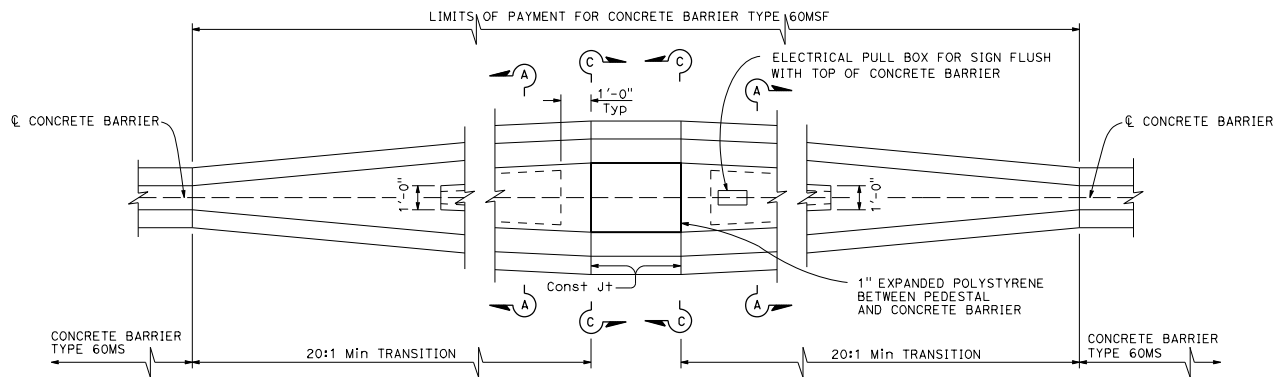 LIMITS OF PAYMENT FOR CONCRETE BARRIER TYPE 60MSF
C
C
ELECTRICAL PULL BOX FOR SIGN FLUSH
WITH TOP OF CONCRETE BARRIER
A
A
1'-0"
Typ
℄ CONCRETE BARRIER
℄ CONCRETE BARRIER
1'-0"
1'-0"
Const Jt
1" EXPANDED POLYSTYRENE
BETWEEN PEDESTAL
AND CONCRETE BARRIER
A
A
C
C
CONCRETE BARRIER
TYPE 60MS
20:1 Min TRANSITION
20:1 Min TRANSITION
CONCRETE BARRIER
TYPE 60MS